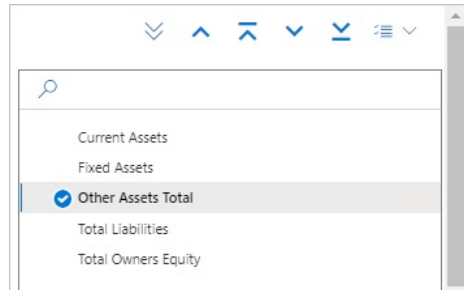 Current Assets
Fixed Assets
Other Assets Total
Total Liabilities
Total Owners Equity